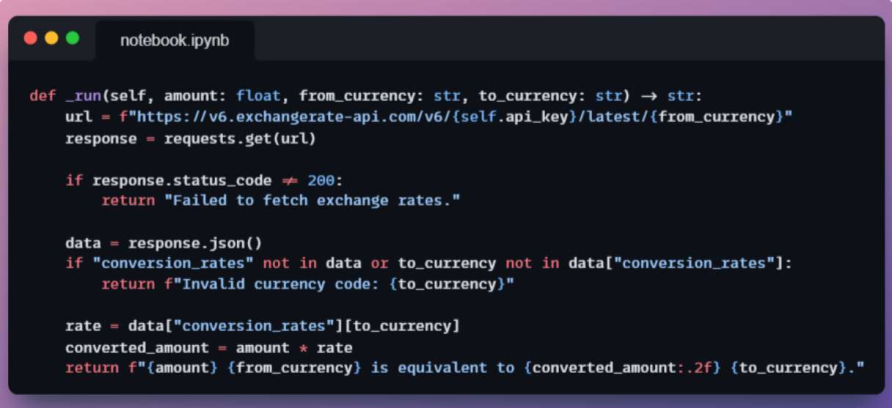 notebook.ipynb
def _run(self, amount: float, from_currency: str, to_currency: str) → str:
    url = f"https://v6.exchangerate-api.com/v6/{self.api_key}/latest/{from_currency}"
    response = requests.get(url)
    if response.status_code ≠ 200:
        return "Failed to fetch exchange rates."
    data = response.json()
    if "conversion_rates" not in data or to_currency not in data["conversion_rates"]:
        return f"Invalid currency code: {to_currency}"
    rate = data["conversion_rates"][to_currency]
    converted_amount = amount * rate
    return f"{amount} {from_currency} is equivalent to {converted_amount:.2f} {to_currency}."